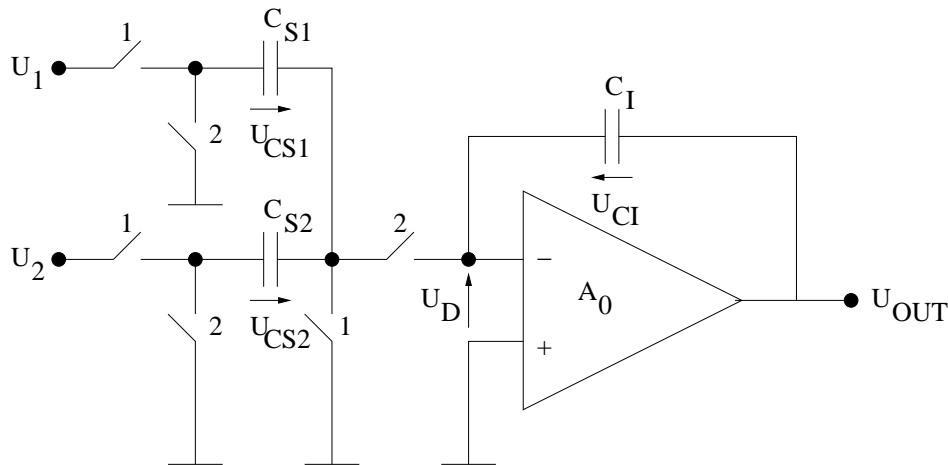 1
C_S1
U_1
2
U_CS1
C_I
U_CI
1
C_S2
2
U_2
2
U_CS2
1
U_D
−
A_0
+
U_OUT